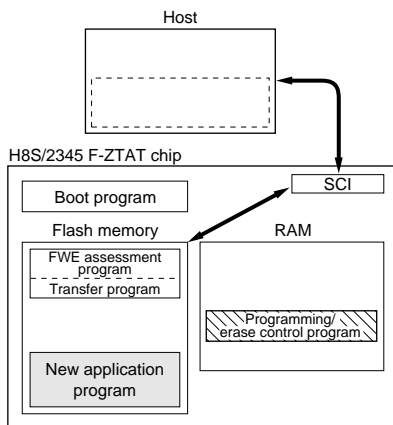 Host
H8S/2345 F-ZTAT chip
SCI
Boot program
Flash memory
RAM
FWE assessment
program
Transfer program
Programming/
erase control program
New application
program